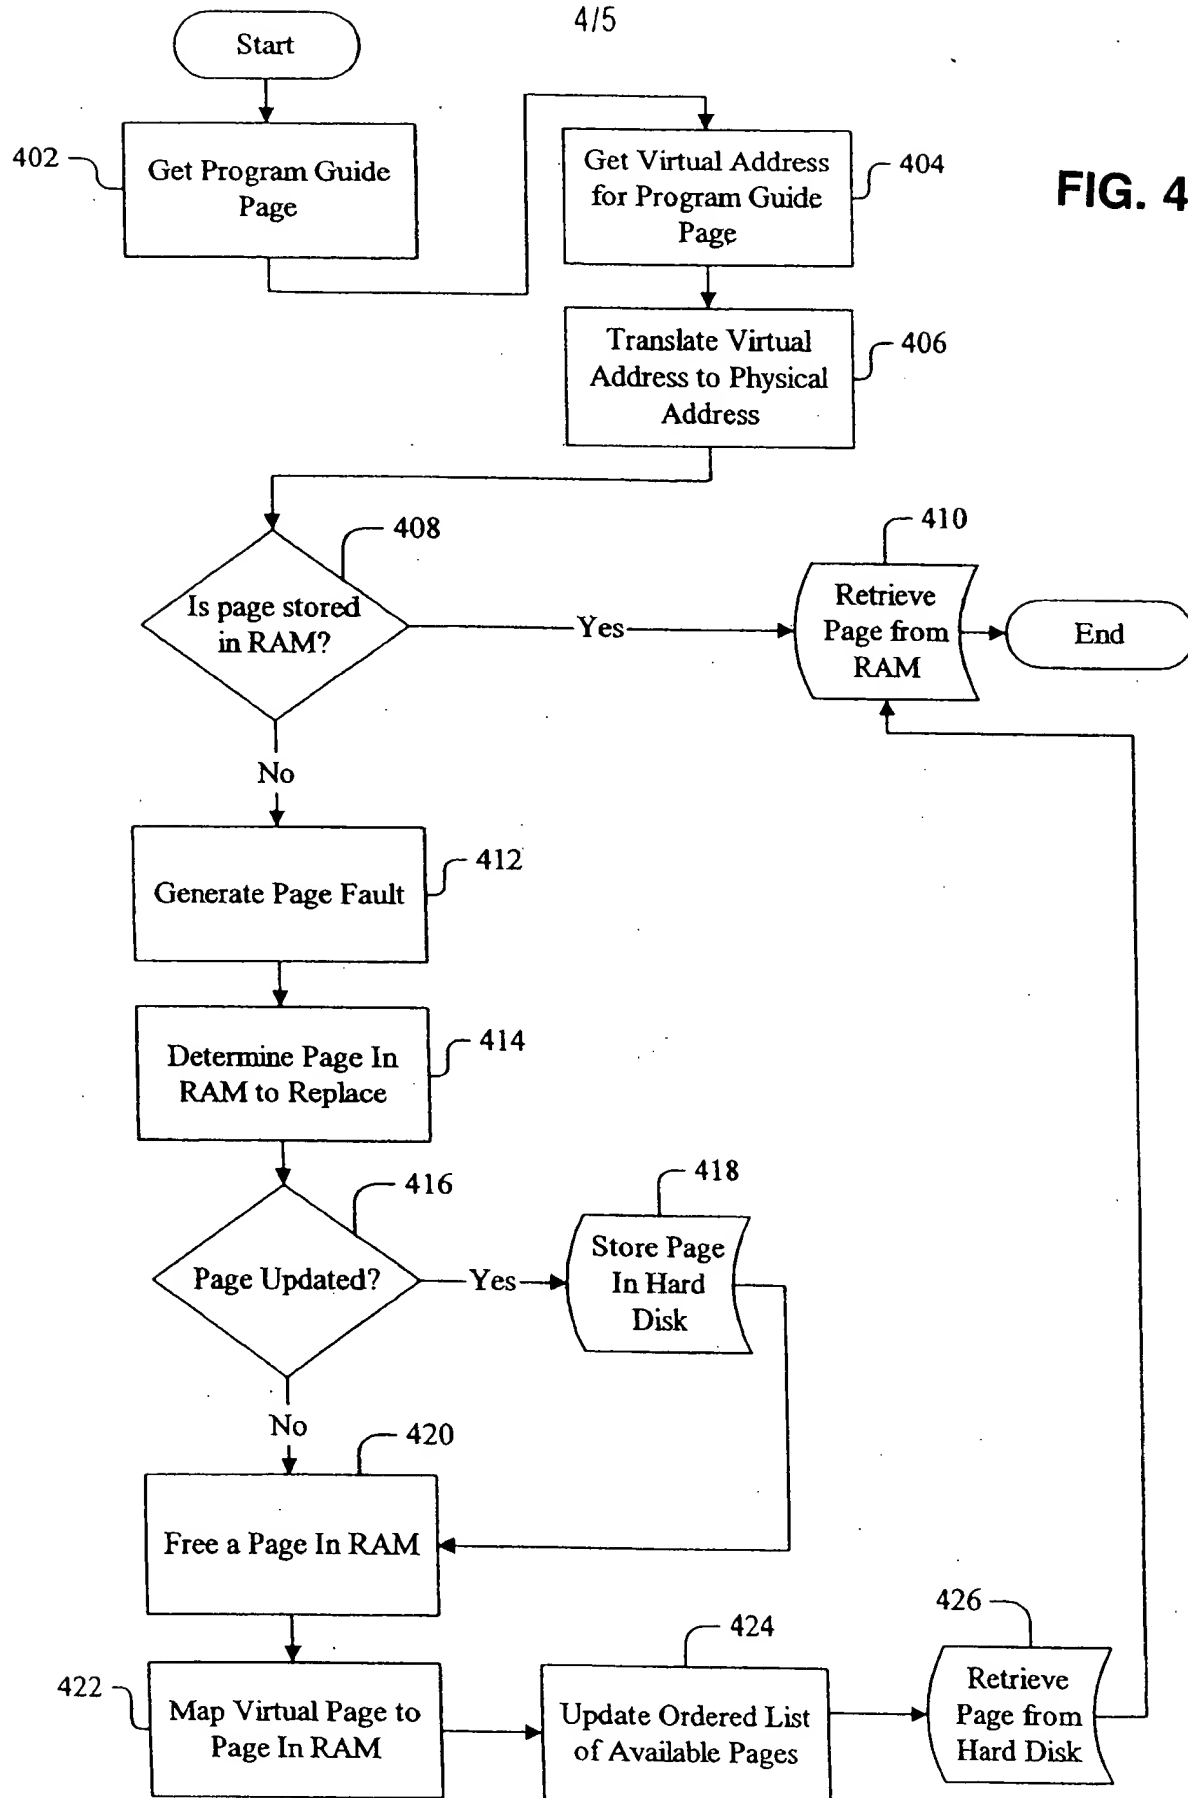 4/5
Start
402
Get Program Guide
Page
Get Virtual Address
for Program Guide
Page
404
FIG. 4
Translate Virtual
Address to Physical
Address
406
408
Is page stored
in RAM?
Yes
410
Retrieve
Page from
RAM
End
No
Generate Page Fault
412
Determine Page In
RAM to Replace
414
416
Page Updated?
Yes
418
Store Page
In Hard
Disk
No
420
Free a Page In RAM
422
Map Virtual Page to
Page In RAM
424
Update Ordered List
of Available Pages
426
Retrieve
Page from
Hard Disk